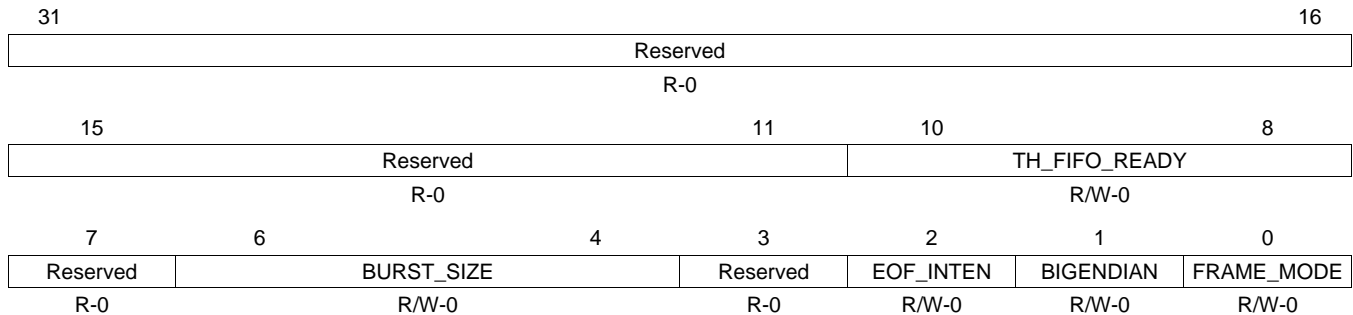 31 16
Reserved
R-0
15 11 10 8
Reserved TH_FIFO_READY
R-0 R/W-0
7 6 4 3 2 1 0
Reserved BURST_SIZE Reserved EOF_INTEN BIGENDIAN FRAME_MODE
R-0 R/W-0 R-0 R/W-0 R/W-0 R/W-0